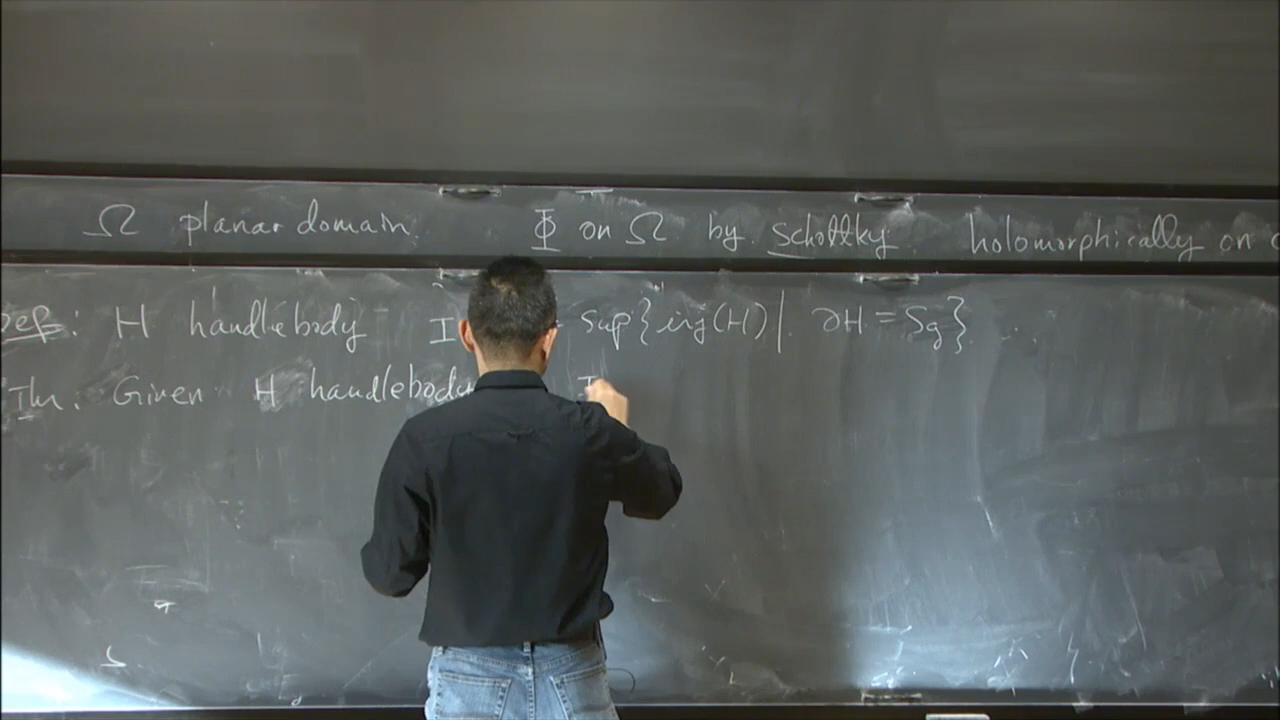 Ω planar domain. Φ on Ω by Schottky. holomorphically on
Def: H handlebody I = Sup{inj(H) | ∂H = Sg} ...
Thm: Given H handlebody I